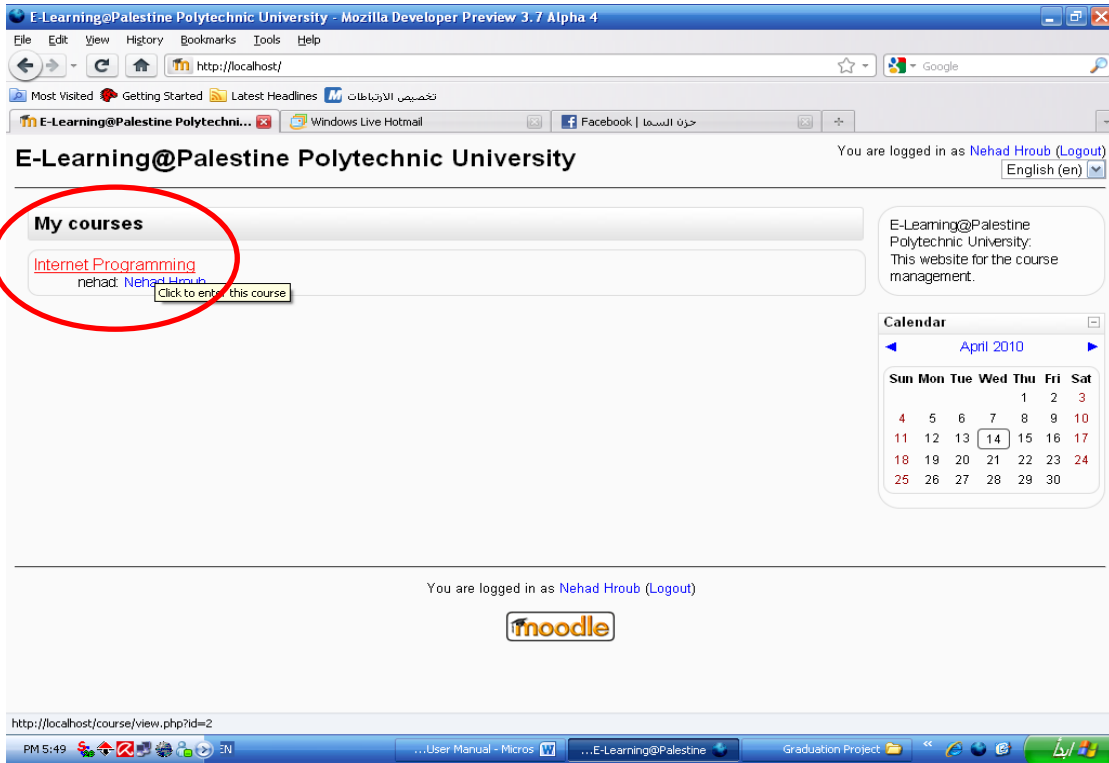 E-Learning@Palestine Polytechnic University - Mozilla Developer Preview 3.7 Alpha 4
File Edit View History Bookmarks Tools Help
http://localhost/
Google
Most Visited Getting Started Latest Headlines تخصيص الارتباطات
E-Learning@Palestine Polytechni... Windows Live Hotmail Facebook | حزن السما
E-Learning@Palestine Polytechnic University
You are logged in as Nehad Hroub (Logout)
English (en)
My courses
Internet Programming
nehad: Nehad Hroub
Click to enter this course
E-Learning@Palestine
Polytechnic University:
This website for the course
management.
Calendar
April 2010
Sun Mon Tue Wed Thu Fri Sat
1 2 3
4 5 6 7 8 9 10
11 12 13 14 15 16 17
18 19 20 21 22 23 24
25 26 27 28 29 30
You are logged in as Nehad Hroub (Logout)
moodle
http://localhost/course/view.php?id=2
PM 5:49 EN ...User Manual - Micros ...E-Learning@Palestine Graduation Project ابدأ